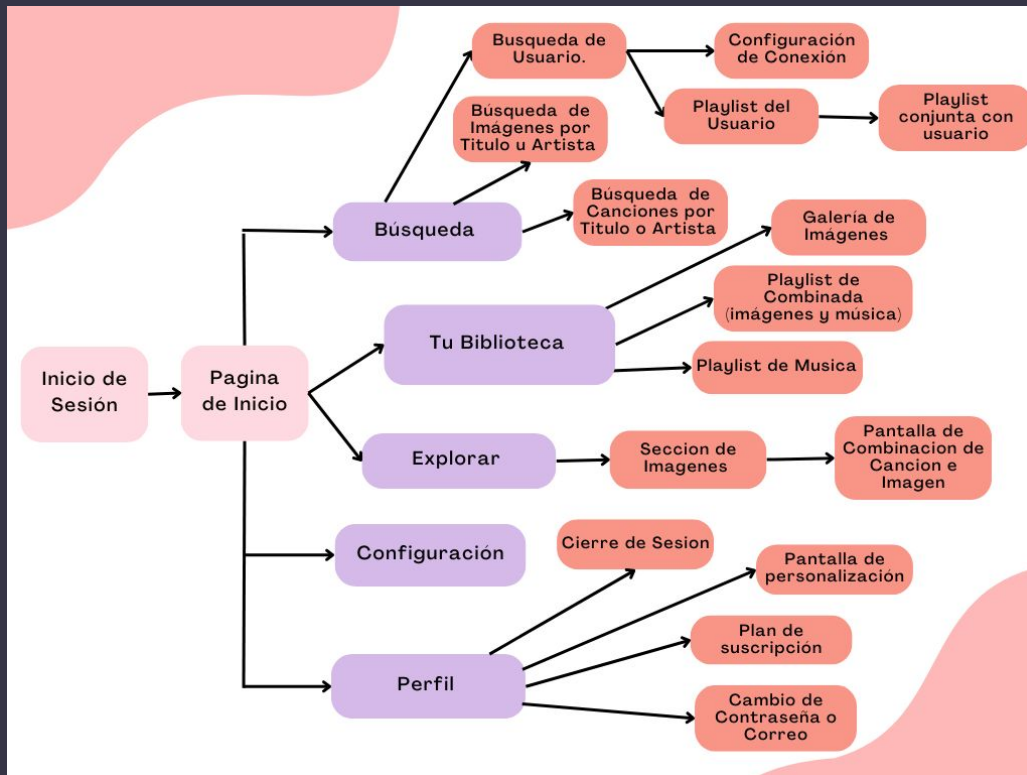 Busqueda de
Usuario.
Configuración
de Conexión
Búsqueda de
Imágenes por
Titulo u Artista
Playlist del
Usuario
Playlist
conjunta con
usuario
Búsqueda
Búsqueda de
Canciones por
Titulo o Artista
Galería de
Imágenes
Playlist de
Combinada
(imágenes y música)
Tu Biblioteca
Playlist de Musica
Inicio de
Sesión
Pagina
de Inicio
Explorar
Seccion de
Imagenes
Pantalla de
Combinacion de
Cancion e
Imagen
Configuración
Cierre de Sesion
Pantalla de
personalización
Plan de
suscripción
Perfil
Cambio de
Contraseña o
Correo